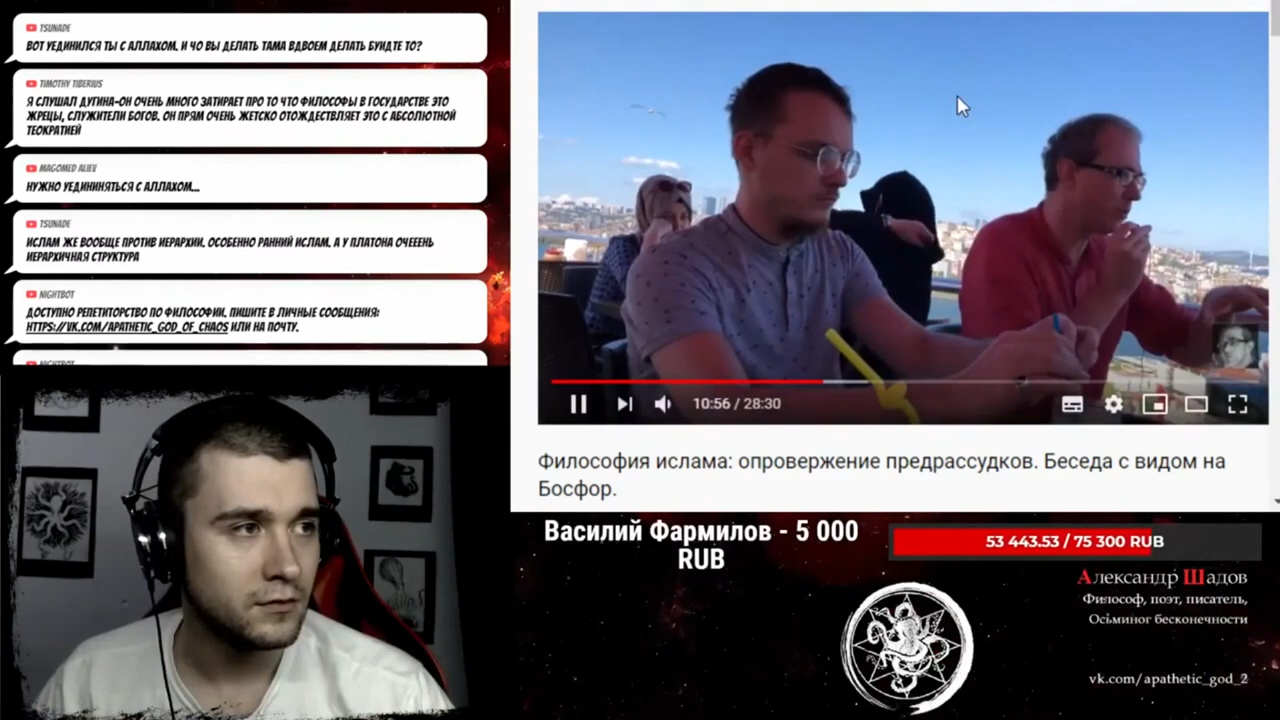 TSUNADE
ВОТ УЕДИНИЛСЯ ТЫ С АЛЛАХОМ. И ЧО ВЫ ДЕЛАТЬ ТАМА ВДВОЕМ ДЕЛАТЬ БУИДТЕ ТО?
TIMOTHY TIBERIUS
Я СЛУШАЛ ДУГИНА-ОН ОЧЕНЬ МНОГО ЗАТИРАЕТ ПРО ТО ЧТО ФИЛОСОФЫ В ГОСУДАРСТВЕ ЭТО
ЖРЕЦЫ, СЛУЖИТЕЛИ БОГОВ. ОН ПРЯМ ОЧЕНЬ ЖЕТСКО ОТОЖДЕСТВЛЯЕТ ЭТО С АБСОЛЮТНОЙ
ТЕОКРАТИЕЙ
MAGOMED ALIEV
НУЖНО УЕДИНИНЯТЬСЯ С АЛЛАХОМ...
TSUNADE
ИСЛАМ ЖЕ ВООБЩЕ ПРОТИВ ИЕРАРХИИ. ОСОБЕННО РАННИЙ ИСЛАМ. А У ПЛАТОНА ОЧЕЕЕНЬ
ИЕРАРХИЧНАЯ СТРУКТУРА
NIGHTBOT
ДОСТУПНО РЕПЕТИТОРСТВО ПО ФИЛОСОФИИ. ПИШИТЕ В ЛИЧНЫЕ СООБЩЕНИЯ:
HTTPS://VK.COM/APATHETIC_GOD_OF_CHAOS ИЛИ НА ПОЧТУ.
NIGHTBOT
10:56 / 28:30
Философия ислама: опровержение предрассудков. Беседа с видом на
Босфор.
Василий Фармилов - 5 000
RUB
53 443.53 / 75 300 RUB
Александр Шадов
Философ, поэт, писатель,
Осьминог бесконечности
vk.com/apathetic_god_2